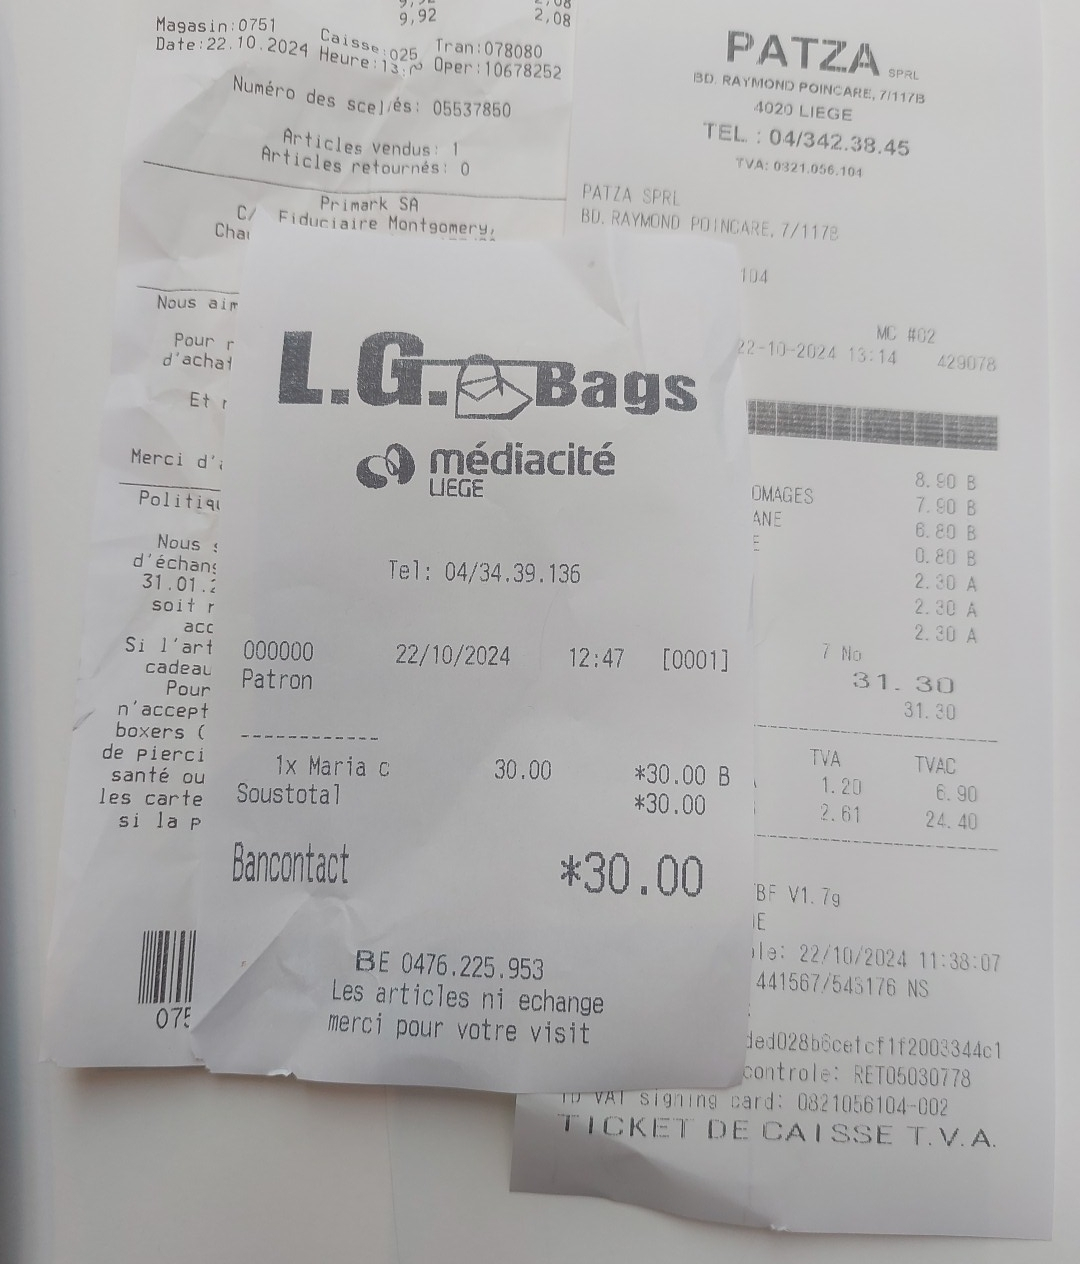 9,92 2,08
Magasin:0751 Caisse:025 Tran:078080
Date:22.10.2024 Heure:13: Oper:10678252
Numéro des scellés: 05537850
Articles vendus: 1
Articles retournés: 0
Primark SA
C/ Fiduciaire Montgomery,
Nous
Pour
d'achat
Et
Merci
Nous
d'échang
31.01.
soit
Si l'art
cadeau
Pour
n'accept
boxers (
de pierci
santé ou
les carte
si la p
075
PATZA SPRL
BD. RAYMOND POINCARE, 7/117B
4020 LIEGE
TEL. : 04/342.38.45
TVA: 0821.056.104
PATZA SPRL
BD. RAYMOND POINCARE, 7/117B
104
MC #02
22-10-2024 13:14 429078
8.90 B
OMAGES 7.90 B
ANE 6.80 B
E 0.80 B
2.30 A
2.30 A
2.30 A
7 No
31.30
31.30
TVA TVAC
1.20 6.90
2.61 24.40
V1.7g
22/10/2024 11:38:07
441567/543176 NS
ded028b6cefcf1f2003344c1
controle: RET05030778
ID VAT signing card: 0821056104-002
TICKET DE CAISSE T.V.A.
L.G. Bags
médiacité
LIEGE
Tel: 04/34.39.136
000000 22/10/2024 12:47 [0001]
Patron
------------
1x Maria c 30.00 *30.00 B
Soustotal *30.00
Bancontact *30.00
BE 0476.225.953
Les articles ni echange
merci pour votre visit